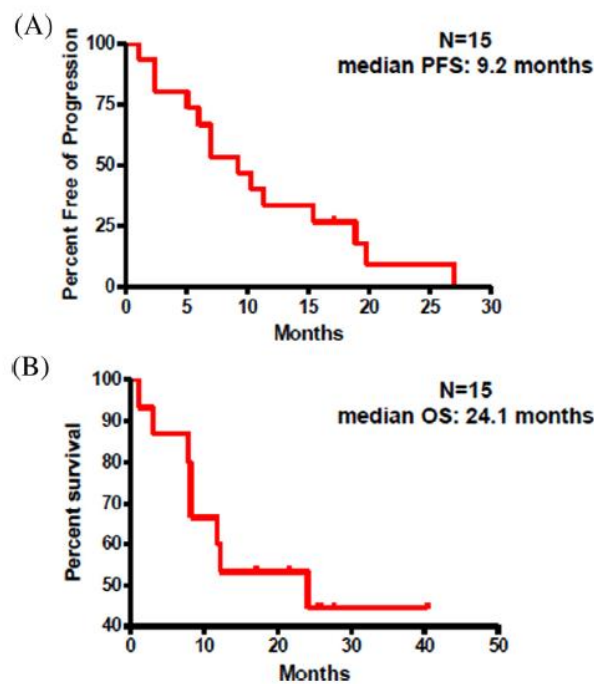 (A)
N=15
median PFS: 9.2 months
Percent Free of Progression
100
75
50
25
0
0 5 10 15 20 25 30
Months
(B)
N=15
median OS: 24.1 months
Percent survival
100
90
80
70
60
50
40
0 10 20 30 40 50
Months